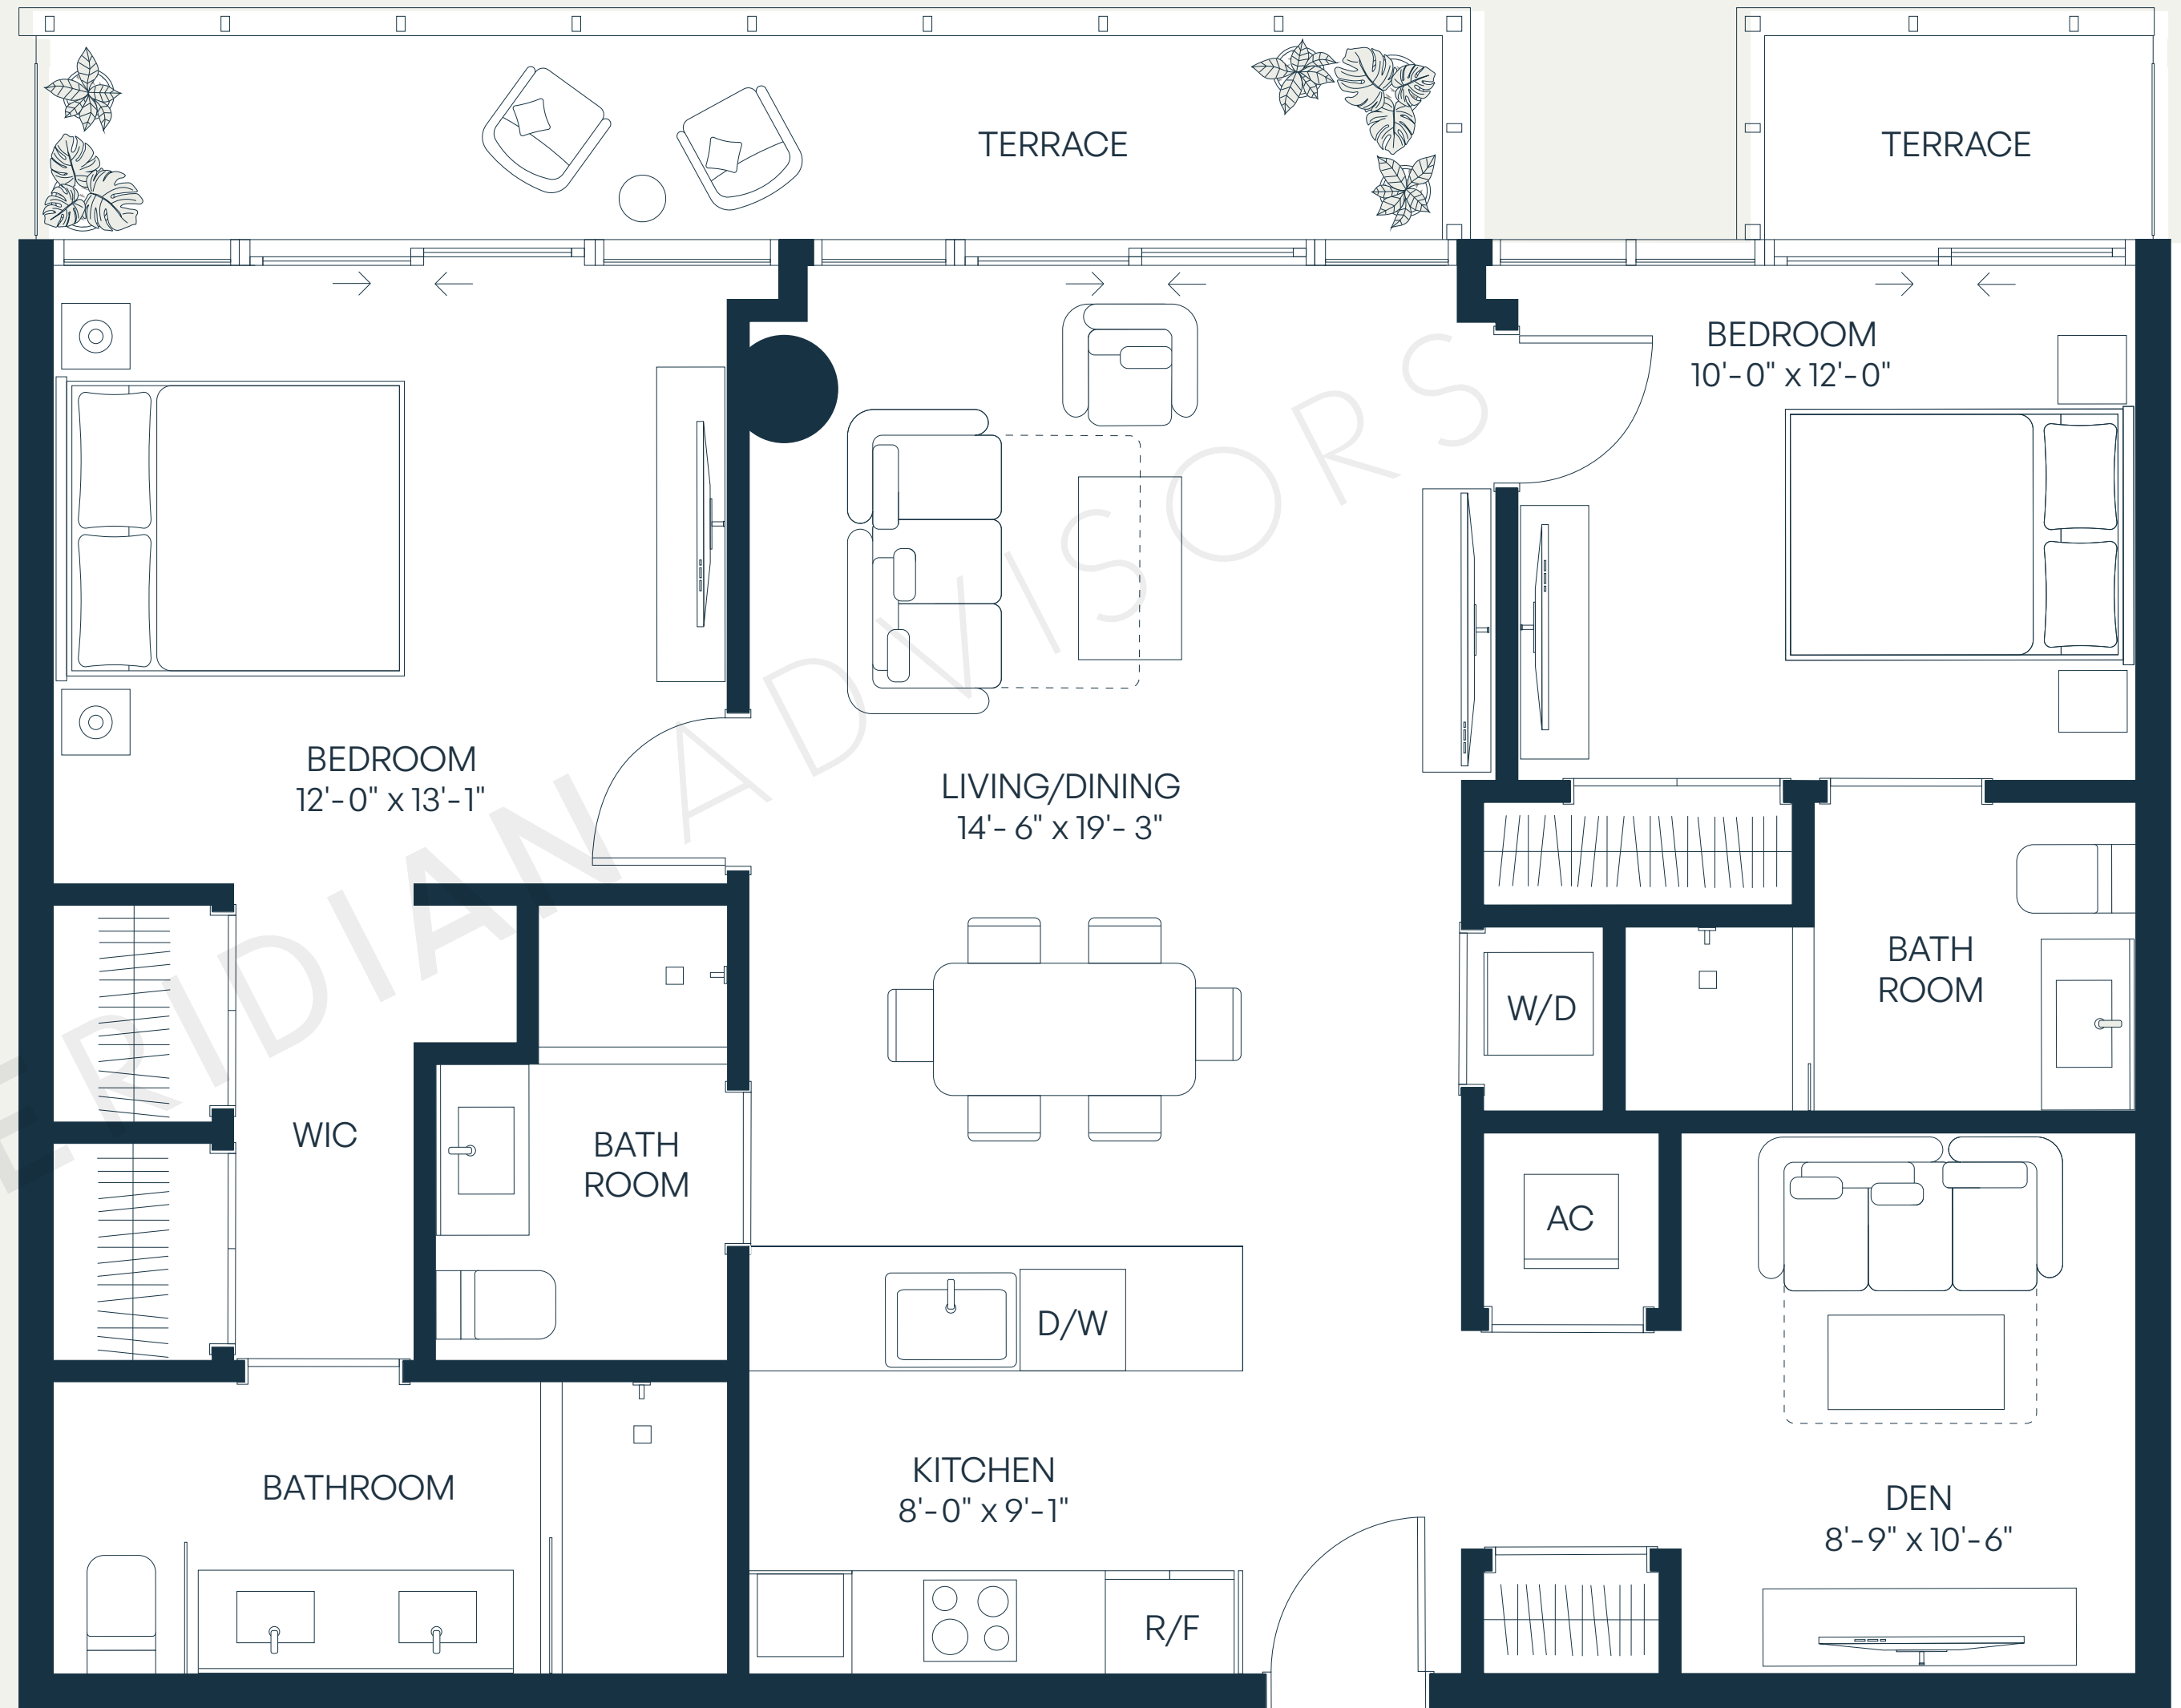 TERRACE
TERRACE
BEDROOM
10'-0" x 12'-0"
BEDROOM
12'-0" x 13'-1"
LIVING/DINING
14'- 6" x 19'- 3"
BATH
ROOM
W/D
WIC
BATH
ROOM
AC
D/W
BATHROOM
KITCHEN
8'-0" x 9'-1"
DEN
8'-9" x 10'-6"
R/F
ERIDIAN ADVISORS